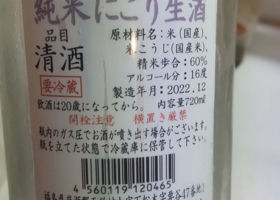 純米にごり生酒
品目
清酒
原材料名:米(国産)、
米こうじ(国産米)、
精米歩合:60%
アルコール分:16度
要冷蔵
製造年月:2022.12
飲酒は20歳になってから。 内容量720ml
開栓注意 横置き厳禁
瓶内のガス圧でお酒が噴き出す場合がございます。
瓶を立てた状態で冷蔵庫に保管して下さい。
4 560119 120465